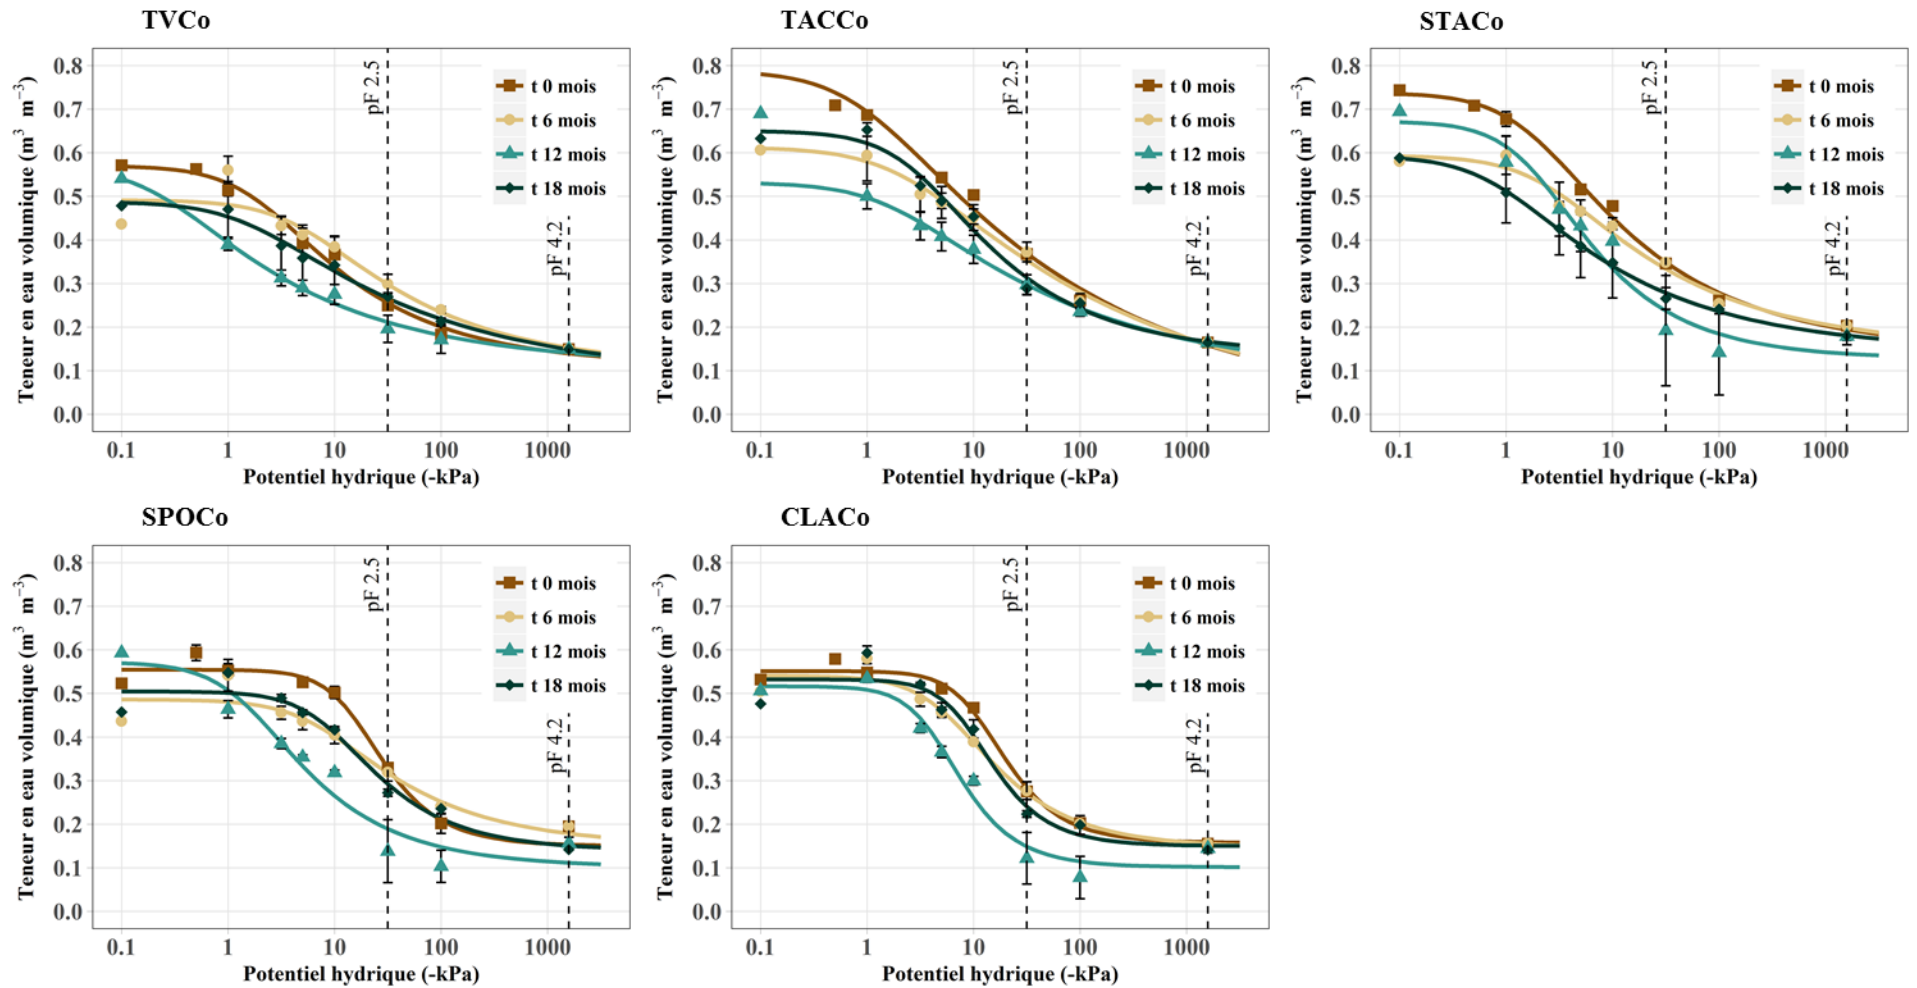 TVCo
Teneur en eau volumique (m³ m⁻³)
0.8
0.7
0.6
0.5
0.4
0.3
0.2
0.1
0.0
pF 2.5
pF 4.2
t 0 mois
t 6 mois
t 12 mois
t 18 mois
0.1 1 10 100 1000
Potentiel hydrique (-kPa)
TACCo
Teneur en eau volumique (m³ m⁻³)
0.8
0.7
0.6
0.5
0.4
0.3
0.2
0.1
0.0
pF 2.5
pF 4.2
t 0 mois
t 6 mois
t 12 mois
t 18 mois
0.1 1 10 100 1000
Potentiel hydrique (-kPa)
STACo
Teneur en eau volumique (m³ m⁻³)
0.8
0.7
0.6
0.5
0.4
0.3
0.2
0.1
0.0
pF 2.5
pF 4.2
t 0 mois
t 6 mois
t 12 mois
t 18 mois
0.1 1 10 100 1000
Potentiel hydrique (-kPa)
SPOCo
Teneur en eau volumique (m³ m⁻³)
0.8
0.7
0.6
0.5
0.4
0.3
0.2
0.1
0.0
pF 2.5
pF 4.2
t 0 mois
t 6 mois
t 12 mois
t 18 mois
0.1 1 10 100 1000
Potentiel hydrique (-kPa)
CLACo
Teneur en eau volumique (m³ m⁻³)
0.8
0.7
0.6
0.5
0.4
0.3
0.2
0.1
0.0
pF 2.5
pF 4.2
t 0 mois
t 6 mois
t 12 mois
t 18 mois
0.1 1 10 100 1000
Potentiel hydrique (-kPa)